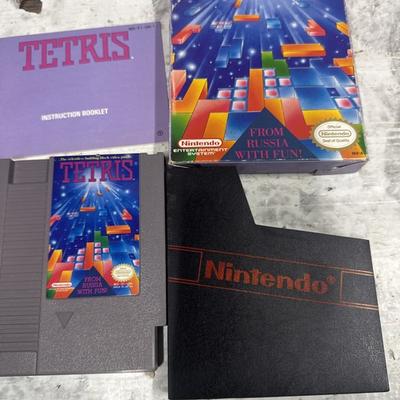 TETRIS
INSTRUCTION BOOKLET
Nintendo
ENTERTAINMENT
SYSTEM
FROM
RUSSIA
WITH FUN!
Official
Nintendo
Seal of Quality
TETRIS
FROM
RUSSIA
WITH FUN!
Nintendo®